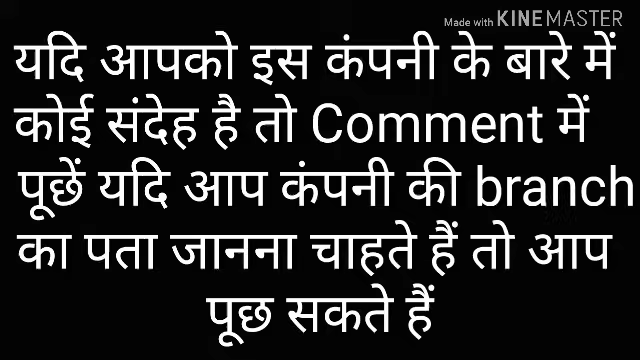 Made with KINEMASTER
यदि आपको इस कंपनी के बारे में
कोई संदेह है तो Comment में
पूछें यदि आप कंपनी की branch
का पता जानना चाहते हैं तो आप
पूछ सकते हैं